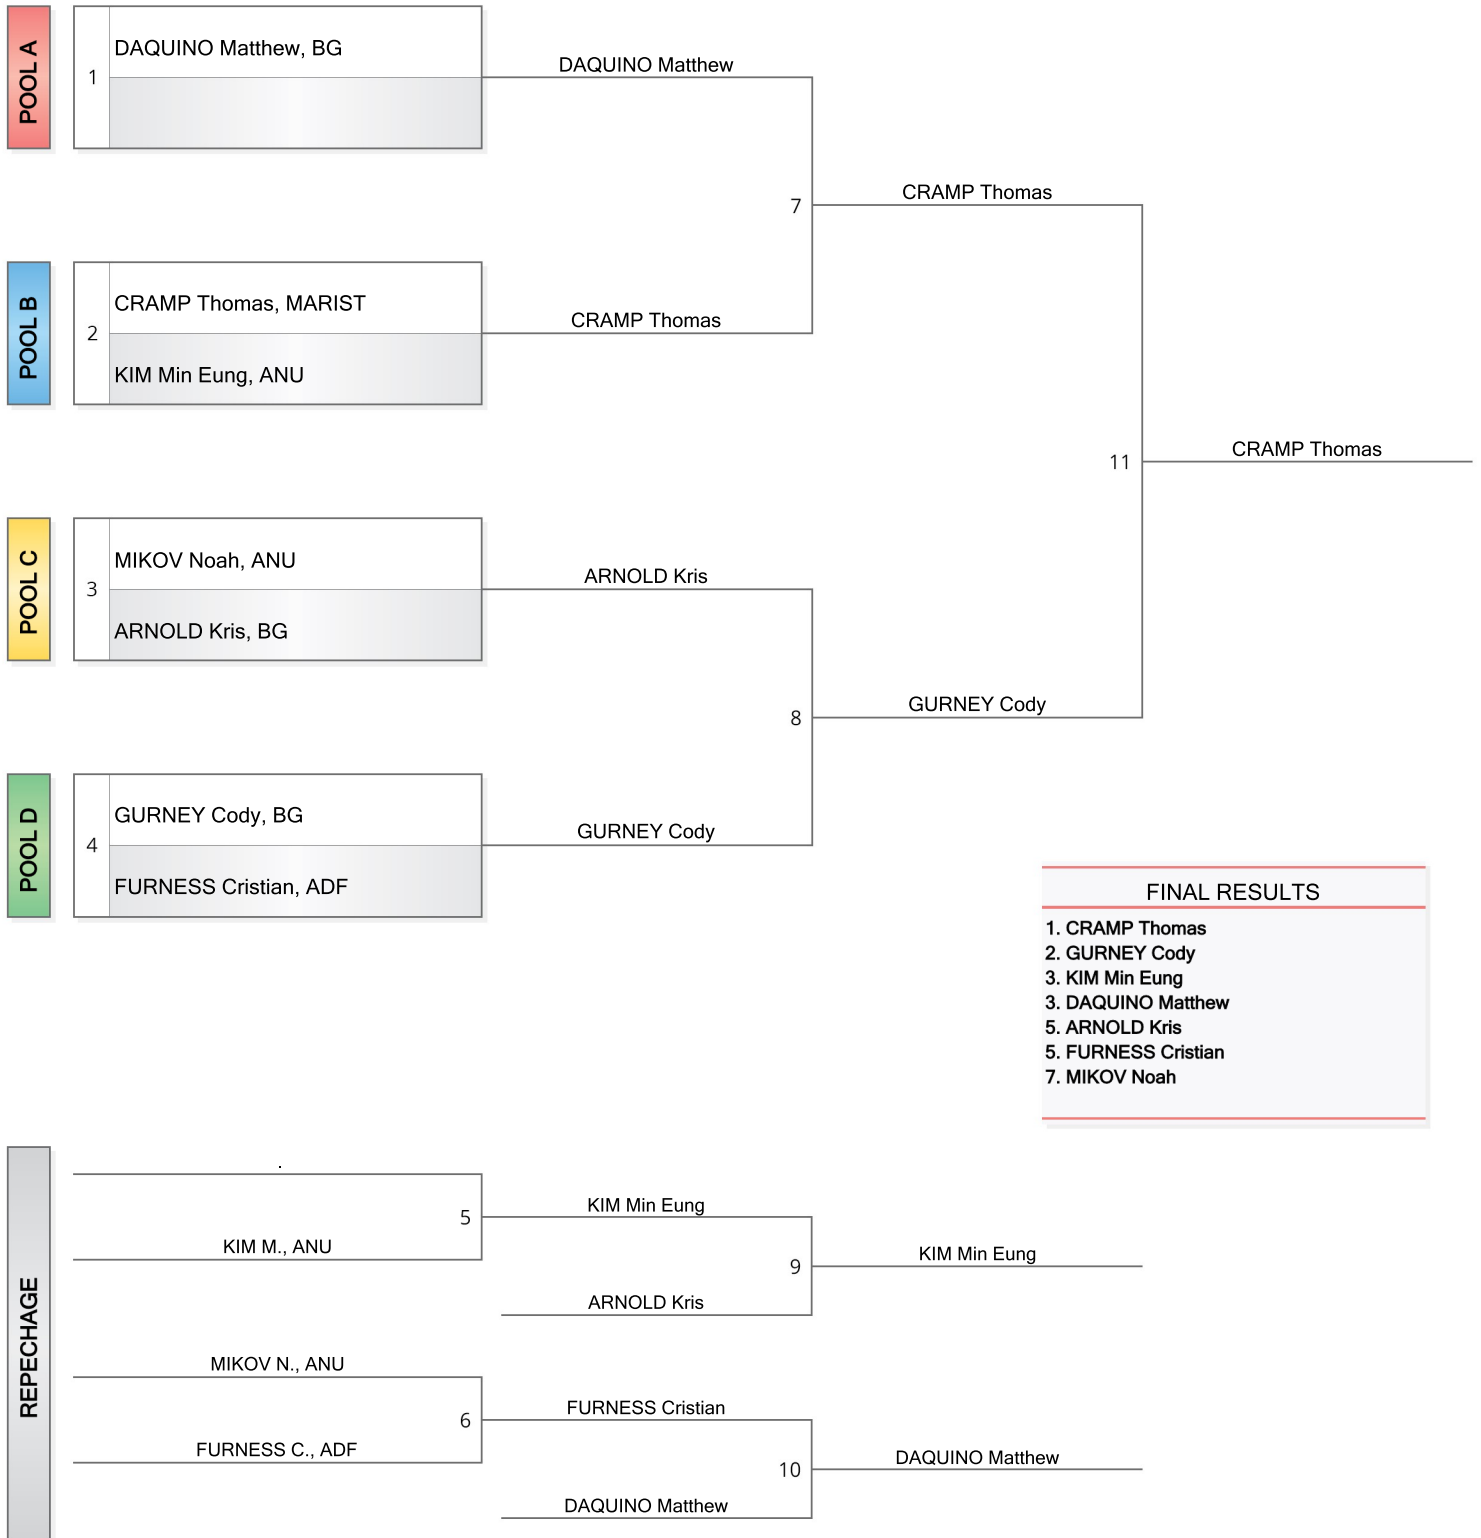 POOL A
1
DAQUINO Matthew, BG
DAQUINO Matthew
7
CRAMP Thomas
POOL B
2
CRAMP Thomas, MARIST
KIM Min Eung, ANU
CRAMP Thomas
11
CRAMP Thomas
POOL C
3
MIKOV Noah, ANU
ARNOLD Kris, BG
ARNOLD Kris
8
GURNEY Cody
POOL D
4
GURNEY Cody, BG
FURNESS Cristian, ADF
GURNEY Cody
FINAL RESULTS
1. CRAMP Thomas
2. GURNEY Cody
3. KIM Min Eung
3. DAQUINO Matthew
5. ARNOLD Kris
5. FURNESS Cristian
7. MIKOV Noah
REPECHAGE
.
5
KIM M., ANU
KIM Min Eung
9
ARNOLD Kris
KIM Min Eung
MIKOV N., ANU
6
FURNESS C., ADF
FURNESS Cristian
10
DAQUINO Matthew
DAQUINO Matthew